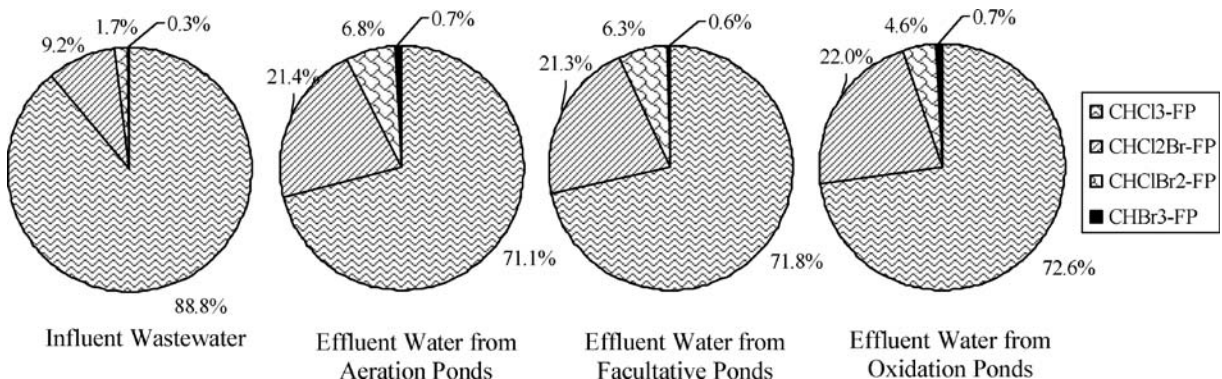 9.2%
1.7%
0.3%
88.8%
Influent Wastewater
21.4%
6.8%
0.7%
71.1%
Effluent Water from
Aeration Ponds
21.3%
6.3%
0.6%
71.8%
Effluent Water from
Facultative Ponds
22.0%
4.6%
0.7%
72.6%
Effluent Water from
Oxidation Ponds
CHCl3-FP
CHCl2Br-FP
CHClBr2-FP
CHBr3-FP